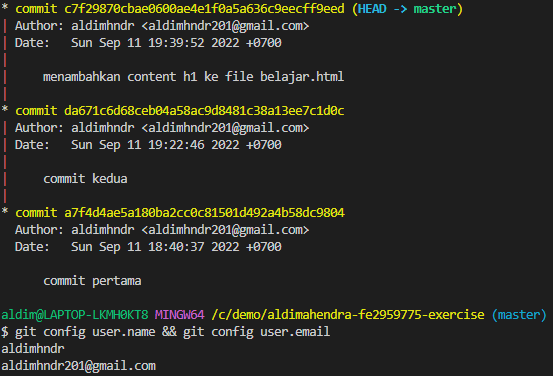 * commit c7f29870cbae0600ae4e1f0a5a636c9eecff9eed (HEAD -> master)
| Author: aldimhndr <aldimhndr201@gmail.com>
| Date:   Sun Sep 11 19:39:52 2022 +0700
|
|     menambahkan content h1 ke file belajar.html
|
* commit da671c6d68ceb04a58ac9d8481c38a13ee7c1d0c
| Author: aldimhndr <aldimhndr201@gmail.com>
| Date:   Sun Sep 11 19:22:46 2022 +0700
|
|     commit kedua
|
* commit a7f4d4ae5a180ba2cc0c81501d492a4b58dc9804
  Author: aldimhndr <aldimhndr201@gmail.com>
  Date:   Sun Sep 11 18:40:37 2022 +0700

      commit pertama

aldim@LAPTOP-LKMH0KT8 MINGW64 /c/demo/aldimahendra-fe2959775-exercise (master)
$ git config user.name && git config user.email
aldimhndr
aldimhndr201@gmail.com